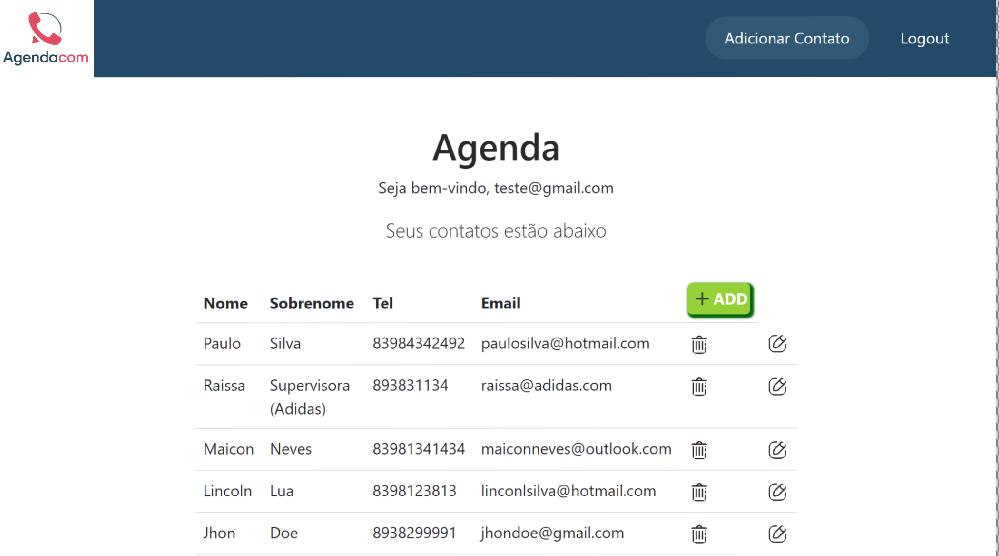 Agendacom
Adicionar Contato Logout
Agenda
Seja bem-vindo, teste@gmail.com
Seus contatos estão abaixo
Nome Sobrenome Tel Email + ADD
Paulo Silva 83984342492 paulosilva@hotmail.com
Raissa Supervisora (Adidas) 893831134 raissa@adidas.com
Maicon Neves 83981341434 maiconneves@outlook.com
Lincoln Lua 8398123813 linconlsilva@hotmail.com
Jhon Doe 8938299991 jhondoe@gmail.com